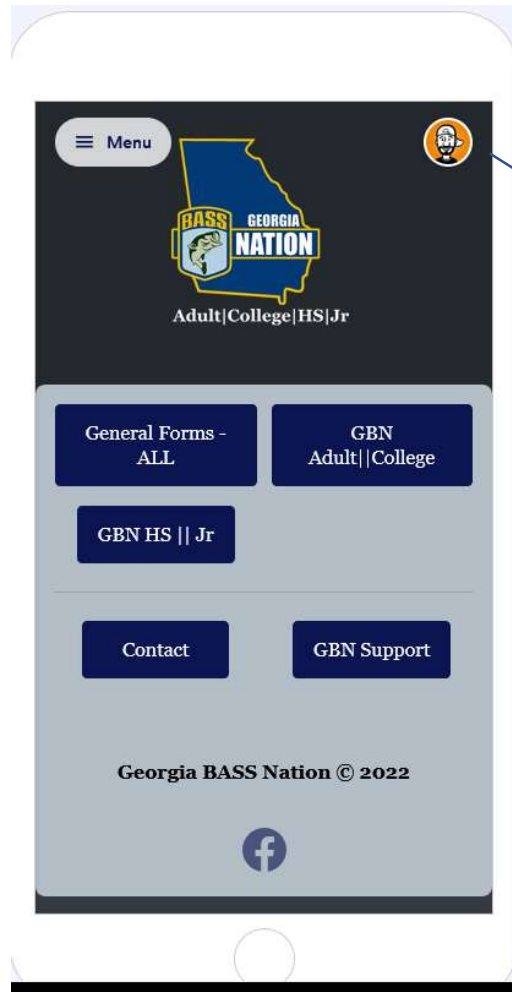 Menu
BASS GEORGIA
NATION
Adult|College|HS|Jr
General Forms -
ALL
GBN
Adult||College
GBN HS || Jr
Contact
GBN Support
Georgia BASS Nation © 2022